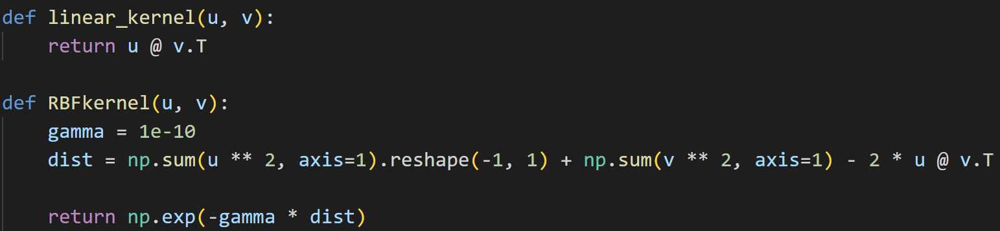 def linear_kernel(u, v):
    return u @ v.T
def RBFkernel(u, v):
    gamma = 1e-10
    dist = np.sum(u ** 2, axis=1).reshape(-1, 1) + np.sum(v ** 2, axis=1) - 2 * u @ v.T
    return np.exp(-gamma * dist)